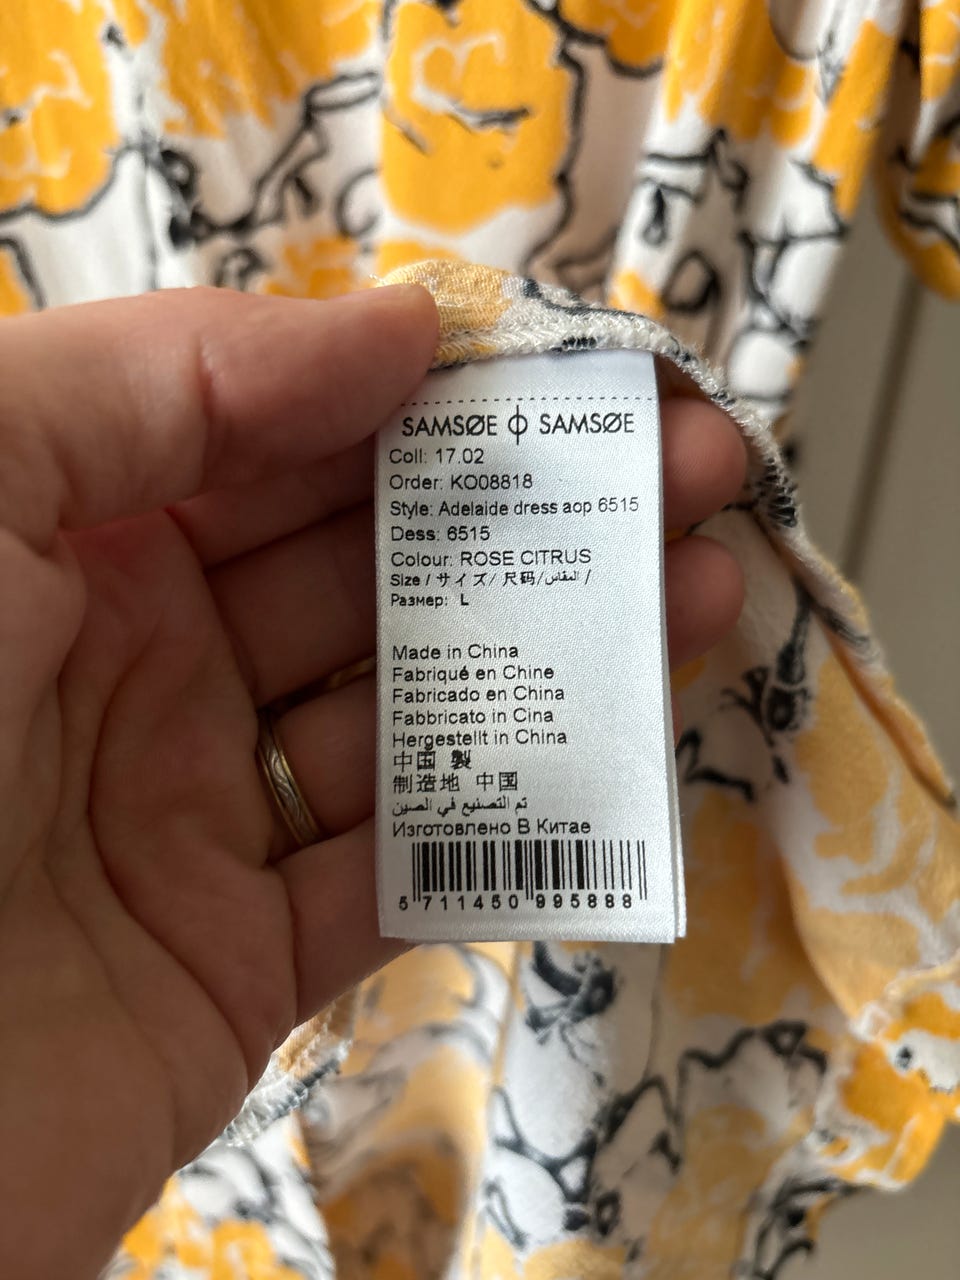 SAMSØE ϕ SAMSØE
Coll: 17.02
Order: KO08818
Style: Adelaide dress aop 6515
Dess: 6515
Colour: ROSE CITRUS
Size / サイズ/ 尺码/المقاس /
Размер: L
Made in China
Fabriqué en Chine
Fabricado en China
Fabbricato in Cina
Hergestellt in China
中国 製
制造地 中国
تم التصنيع في الصين
Изготовлено В Китае
5 711450 995888